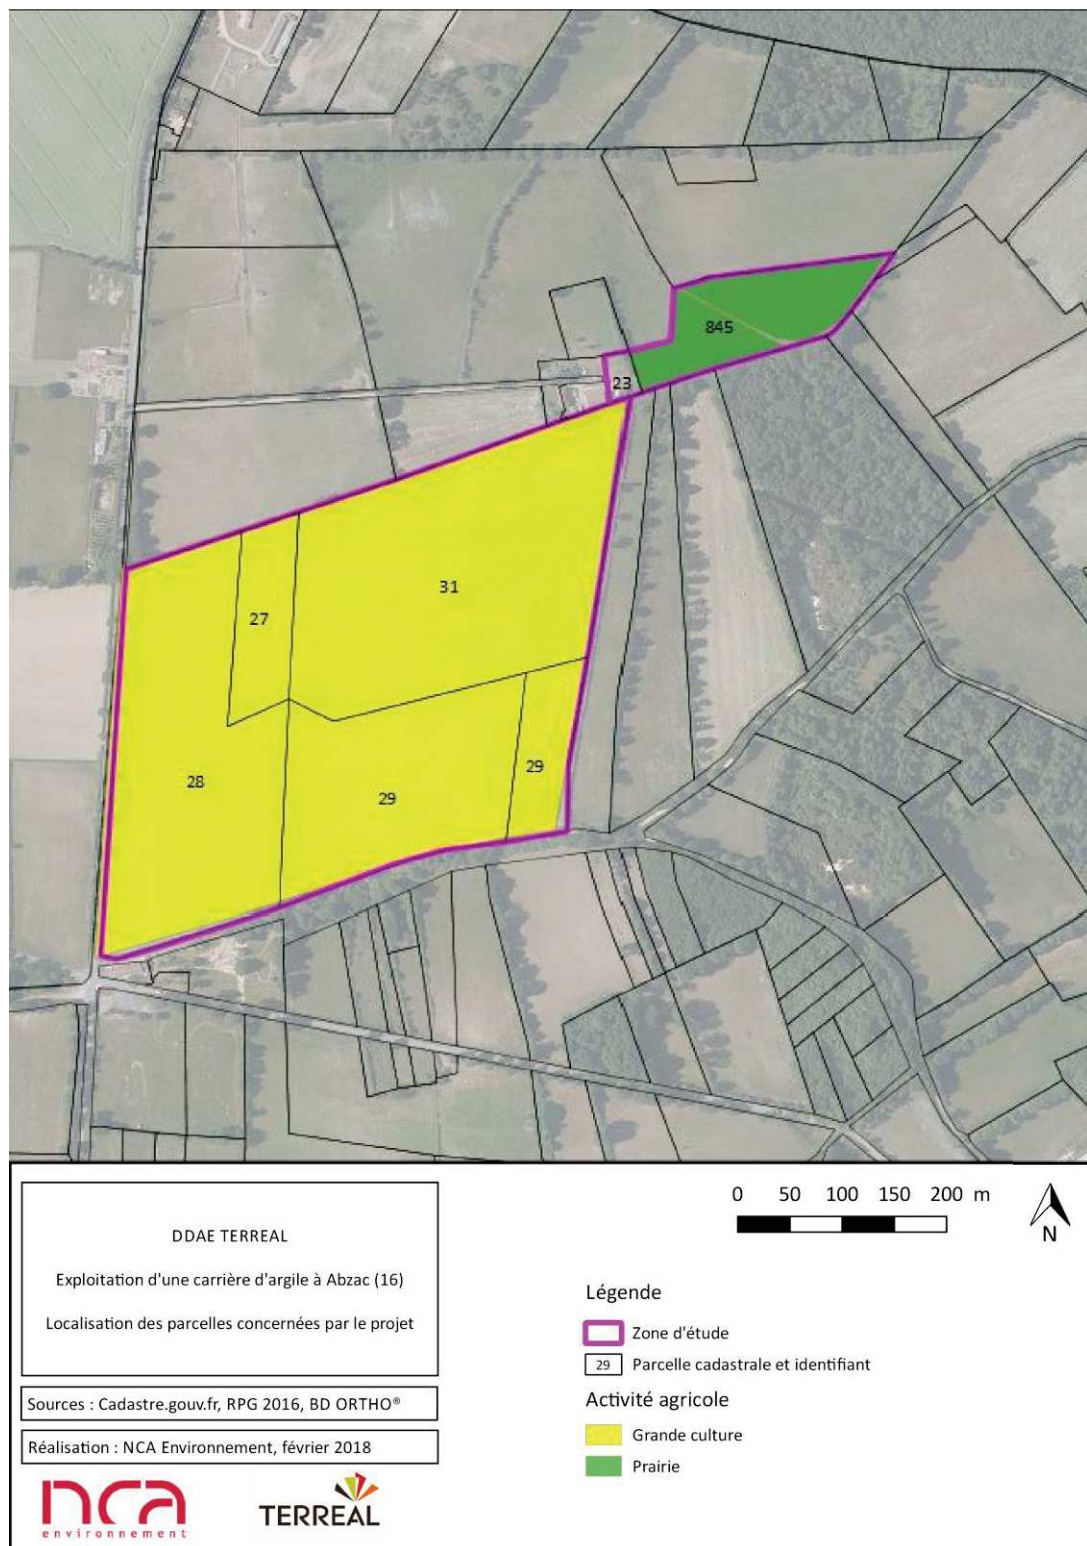 845
23
31
27
28
29
29
DDAE TERREAL
Exploitation d'une carrière d'argile à Abzac (16)
Localisation des parcelles concernées par le projet
Sources : Cadastre.gouv.fr, RPG 2016, BD ORTHO®
Réalisation : NCA Environnement, février 2018
nca
environnement
TERREAL
0 50 100 150 200 m
N
Légende
Zone d'étude
29 Parcelle cadastrale et identifiant
Activité agricole
Grande culture
Prairie